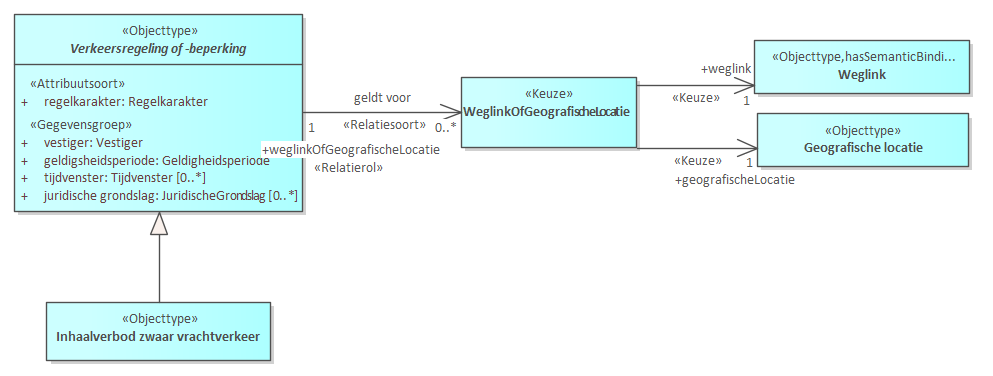 «Objecttype»
Verkeersregeling of -beperking
«Attribuutsoort»
+ regelkarakter: Regelkarakter
«Gegevensgroep»
+ vestiger: Vestiger
+ geldigsheidsperiode: Geldigheidsperiode
+ tijdvenster: Tijdvenster [0..*]
+ juridische grondslag: JuridischeGrondslag [0..*]
geldt voor
1 «Relatiesoort» 0..*
+weglinkOfGeografischeLocatie
«Relatierol»
«Keuze»
WeglinkOfGeografischeLocatie
+weglink
«Keuze» 1
«Objecttype,hasSemanticBindi...
Weglink
«Keuze» 1
+geografischeLocatie
«Objecttype»
Geografische locatie
«Objecttype»
Inhaalverbod zwaar vrachtverkeer